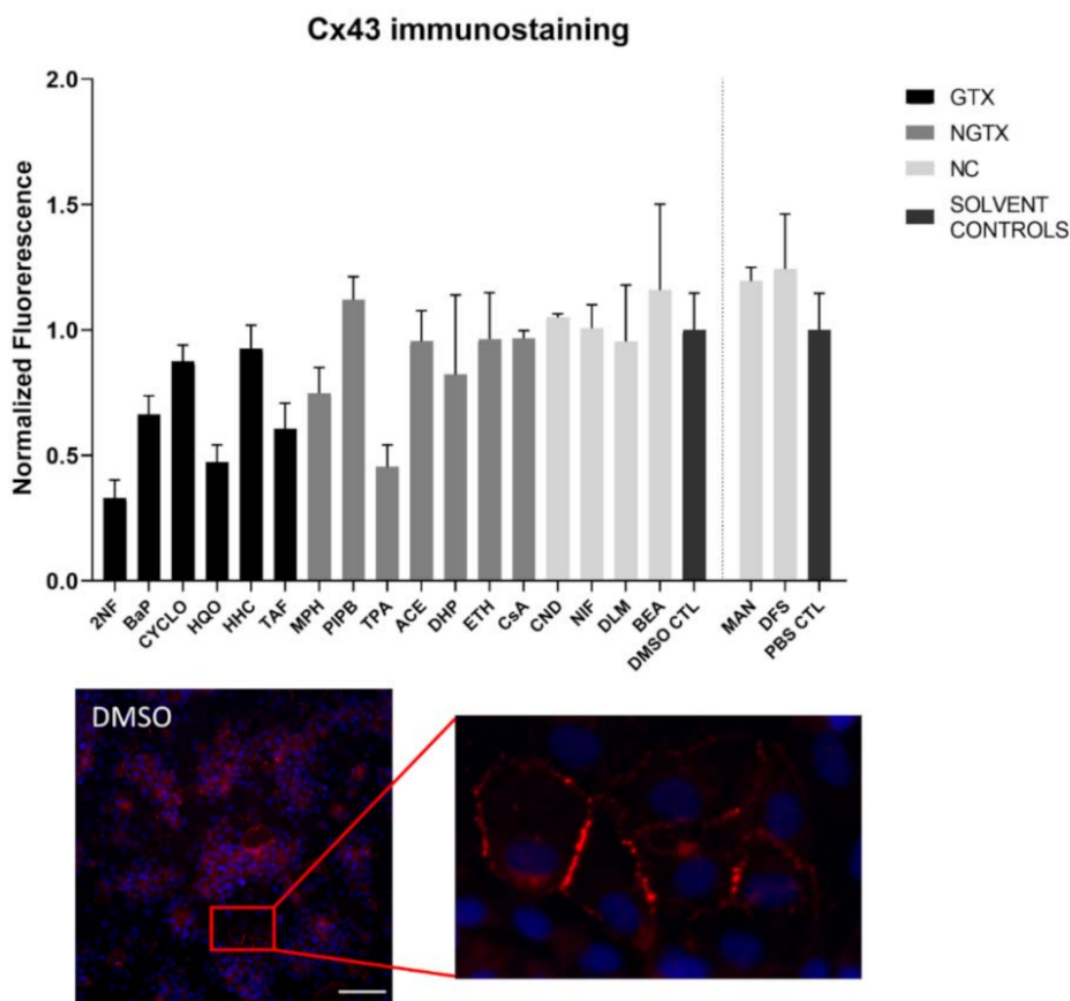 Cx43 immunostaining
Normalized Fluorerescence
2.0
1.5
1.0
0.5
0.0
GTX
NGTX
NC
SOLVENT
CONTROLS
2NF
BaP
CYCLO
HQO
HHC
TAF
MPH
PIPB
TPA
ACE
DHP
ETH
CsA
CND
NIF
DLM
BEA
DMSO CTL
MAN
DFS
PBS CTL
DMSO